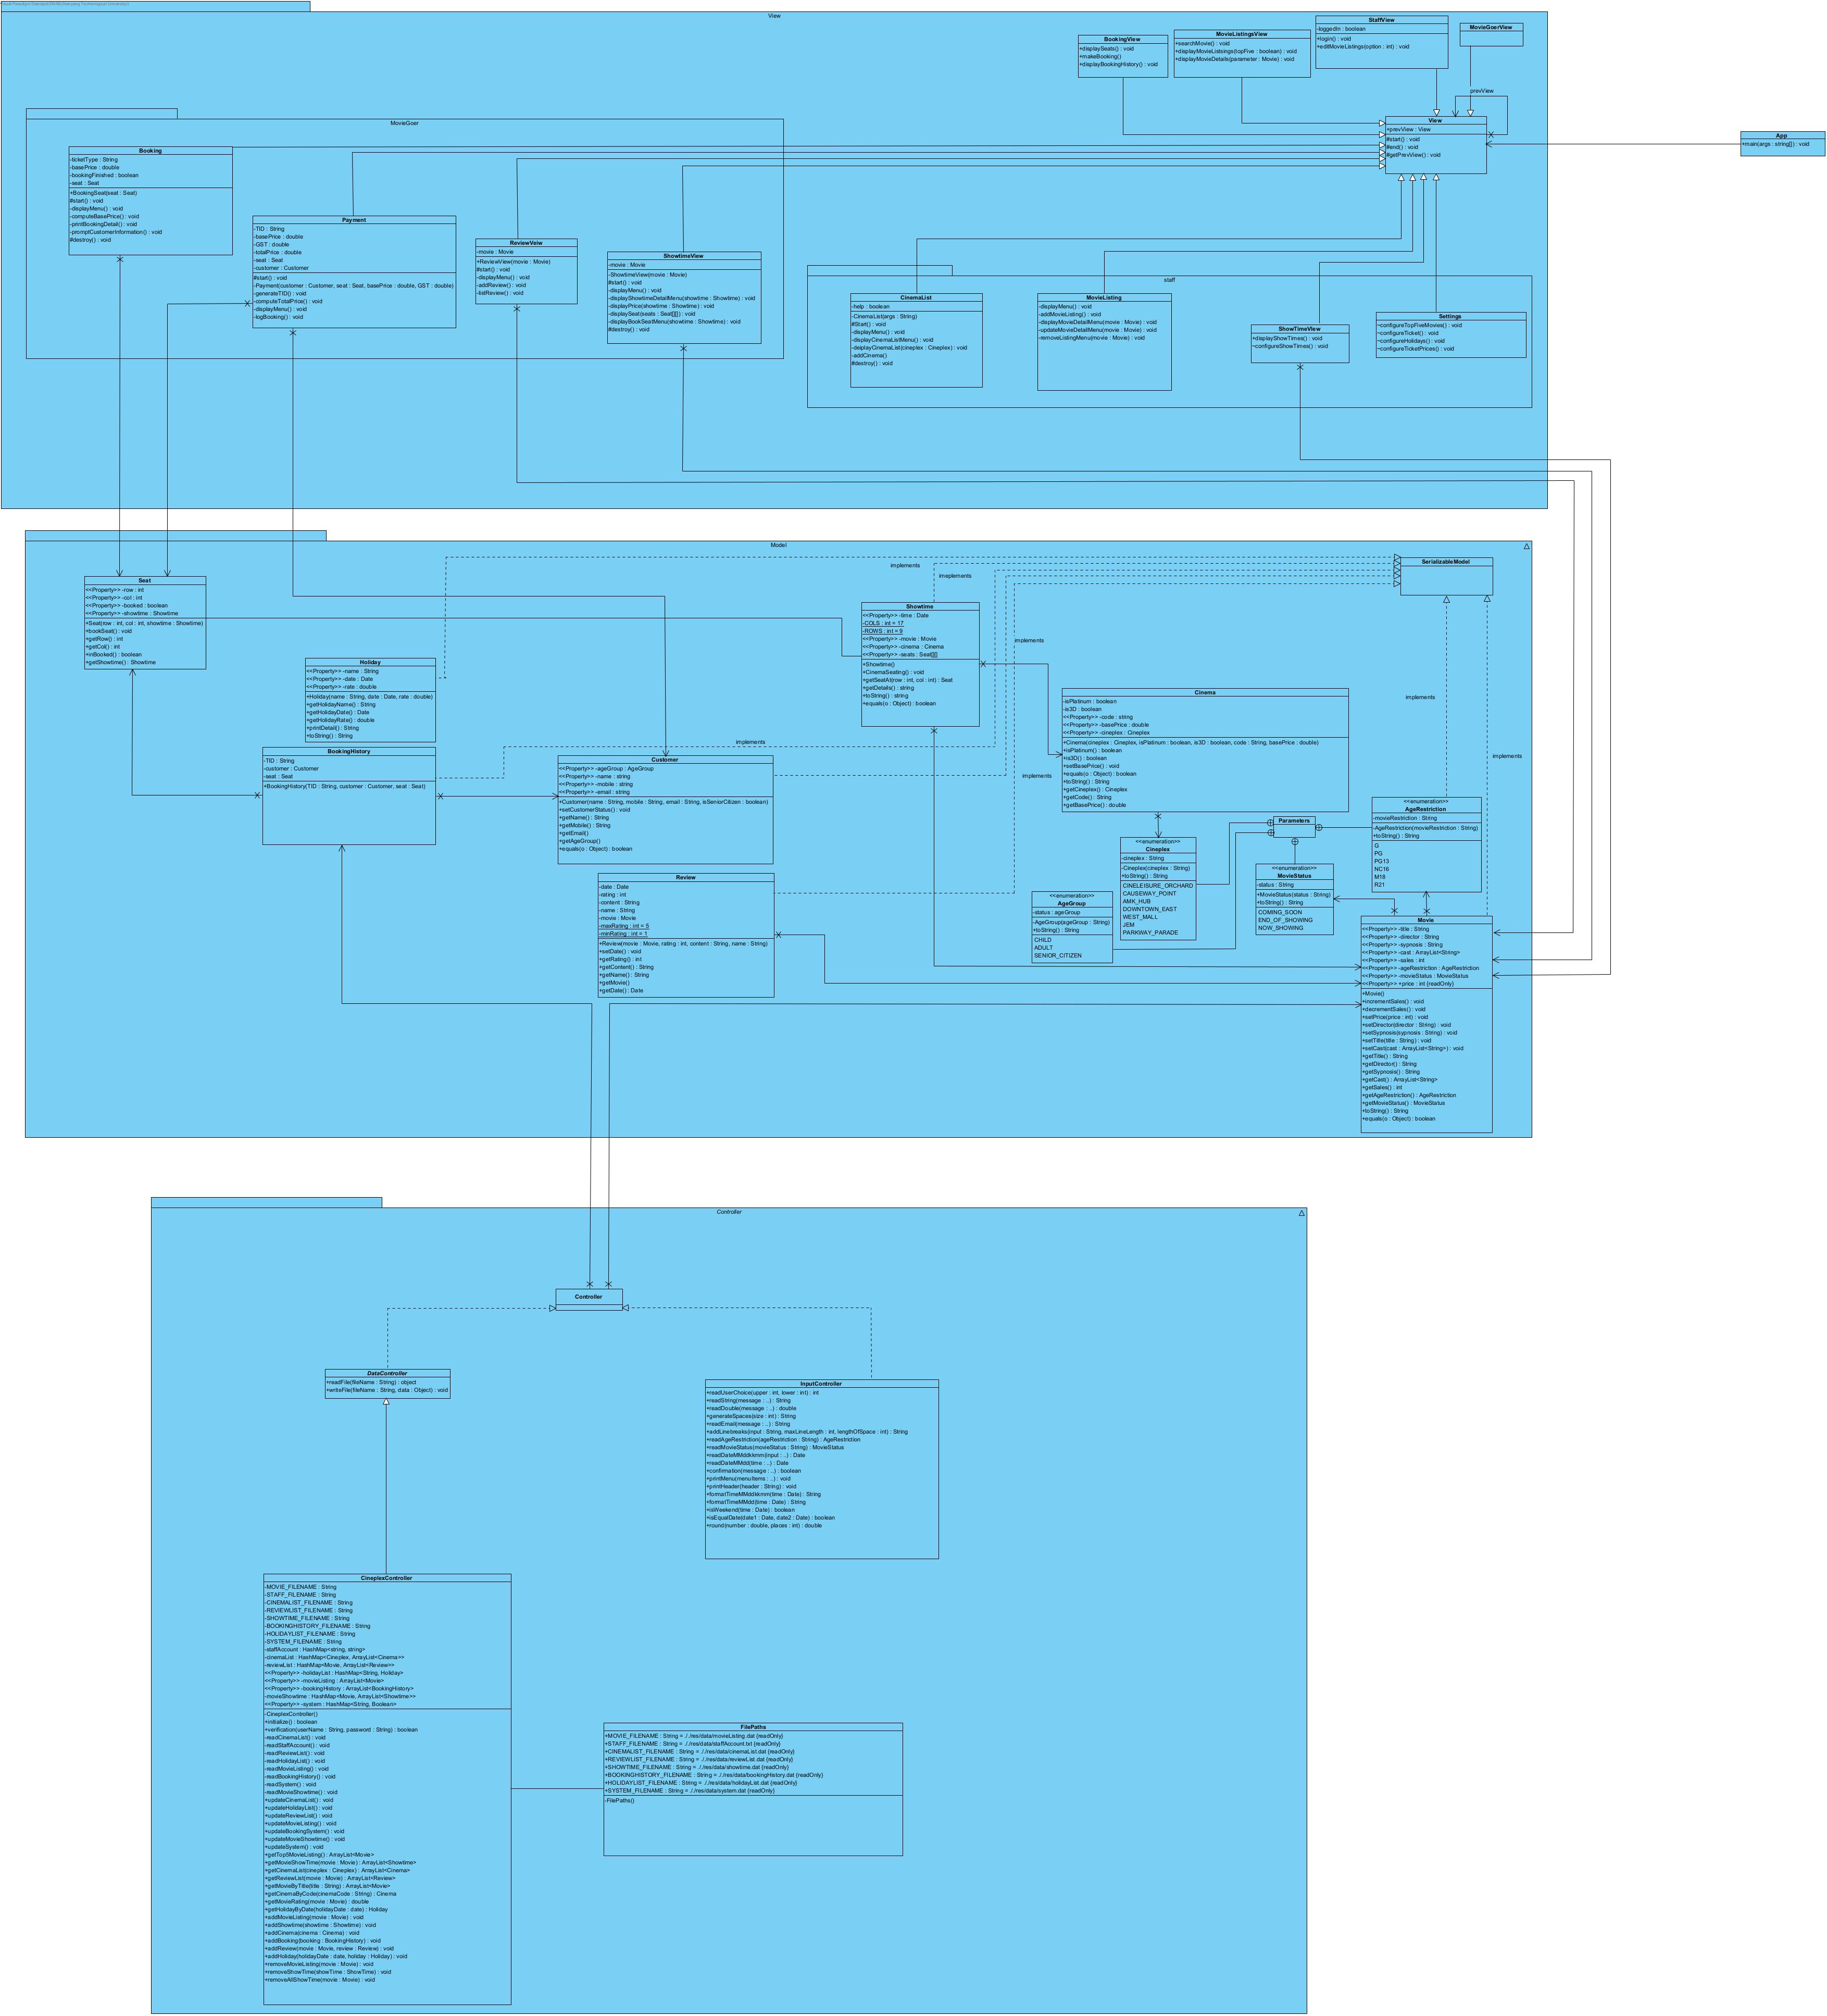 Visual Paradigm Standard (Nanyang Technological University)
View
StaffView
-loggedIn : boolean
+login() : void
+editMovieListings(option : int) : void
MovieGoerView
MovieListingsView
+searchMovie() : void
+displayMovieListsings(topFive : boolean) : void
+displayMovieDetails(parameter : Movie) : void
BookingView
+displaySeats() : void
+makeBooking()
+displayBookingHistory() : void
prevView
View
+prevView : View
#start() : void
#end() : void
#getPrevView() : void
App
+main(args : string[]) : void
MovieGoer
Booking
-ticketType : String
-basePrice : double
-bookingFinished : boolean
-seat : Seat
+BookingSeat(seat : Seat)
#start() : void
-displayMenu() : void
-computeBasePrice() : void
-printBookingDetail() : void
-promptCustomerInformation() : void
#destroy() : void
Payment
-TID : String
-basePrice : double
-GST : double
-totalPrice : double
-seat : Seat
-customer : Customer
#start() : void
-Payment(customer : Customer, seat : Seat, basePrice : double, GST : double)
-generateTID() : void
-computeTotalPrice() : void
-displayMenu() : void
-logBooking() : void
ReviewVeiw
-movie : Movie
+ReviewView(movie : Movie)
#start() : void
-displayMenu() : void
-addReview() : void
-listReview() : void
ShowtimeView
-movie : Movie
-ShowtimeView(movie : Movie)
#start() : void
-displayMenu() : void
-displayShowtimeDetailMenu(showtime : Showtime) : void
-displayPrice(showtime : Showtime) : void
-displaySeat(seats : Seat[][]) : void
-displayBookSeatMenu(showtime : Showtime) : void
#destroy() : void
staff
CinemaList
-help : boolean
-CinemaList(args : String)
#Start() : void
-displayMenu() : void
-displayCinemaListMenu() : void
-deiplayCinemaList(cineplex : Cineplex) : void
-addCinema()
#destroy() : void
MovieListing
-displayMenu() : void
-addMovieListing() : void
-displayMovieDetailMenu(movie : Movie) : void
-updateMovieDetailMenu(movie : Movie) : void
-removeListingMenu(movie : Movie) : void
ShowTimeView
+displayShowTimes() : void
~configureShowTimes() : void
Settings
~configureTopFiveMovies() : void
~configureTicket() : void
~configureHolidays() : void
~configureTicketPrices() : void
Model
Seat
<<Property>> -row : int
<<Property>> -col : int
<<Property>> -booked : boolean
<<Property>> -showtime : Showtime
+Seat(row : int, col : int, showtime : Showtime)
+bookSeat() : void
+getRow() : int
+getCol() : int
+inBooked() : boolean
+getShowtime() : Showtime
Holiday
<<Property>> -name : String
<<Property>> -date : Date
<<Property>> -rate : double
+Holiday(name : String, date : Date, rate : double)
+getHolidayName() : String
+getHolidayDate() : Date
+getHolidayRate() : double
+printDetail() : String
+toString() : String
BookingHistory
-TID : String
-customer : Customer
-seat : Seat
+BookingHistory(TID : String, customer : Customer, seat : Seat)
Customer
<<Property>> -ageGroup : AgeGroup
<<Property>> -name : string
<<Property>> -mobile : string
<<Property>> -email : string
+Customer(name : String, mobile : String, email : String, isSeniorCitizen : boolean)
+setCustomerStatus() : void
+getName() : String
+getMobile() : String
+getEmail()
+getAgeGroup()
+equals(o : Object) : boolean
Review
-date : Date
-rating : int
-content : String
-name : String
-movie : Movie
-maxRating : int = 5
-minRating : int = 1
+Review(movie : Movie, rating : int, content : String, name : String)
+setDate() : void
+getRating() : int
+getContent() : String
+getName() : String
+getMovie()
+getDate() : Date
Showtime
<<Property>> -time : Date
-COLS : int = 17
-ROWS : int = 9
<<Property>> -movie : Movie
<<Property>> -cinema : Cinema
<<Property>> -seats : Seat[][]
+Showtime()
+CinemaSeating() : void
+getSeatAt(row : int, col : int) : Seat
+getDetails() : string
+toString() : string
+equals(o : Object) : boolean
implements
imeplements
implements
implements
implements
implements
implements
SerializableModel
Cinema
-isPlatinum : boolean
-is3D : boolean
<<Property>> -code : string
<<Property>> -basePrice : double
<<Property>> -cineplex : Cineplex
+Cinema(cineplex : Cineplex, isPlatinum : boolean, is3D : boolean, code : String, basePrice : double)
+isPlatinum() : boolean
+is3D() : boolean
+setBasePrice() : void
+equals(o : Object) : boolean
+toString() : String
+getCineplex() : Cineplex
+getCode() : String
+getBasePrice() : double
Parameters
<<enumeration>>
Cineplex
-cineplex : String
-Cineplex(cineplex : String)
+toString() : String
CINELEISURE_ORCHARD
CAUSEWAY_POINT
AMK_HUB
DOWNTOWN_EAST
WEST_MALL
JEM
PARKWAY_PARADE
<<enumeration>>
AgeGroup
-status : ageGroup
-AgeGroup(ageGroup : String)
+toString() : String
CHILD
ADULT
SENIOR_CITIZEN
<<enumeration>>
MovieStatus
-status : String
+MovieStatus(status : String)
+toString() : String
COMING_SOON
END_OF_SHOWING
NOW_SHOWING
<<enumeration>>
AgeRestriction
-movieRestriction : String
-AgeRestriction(movieRestriction : String)
+toString() : String
G
PG
PG13
NC16
M18
R21
Movie
<<Property>> -title : String
<<Property>> -director : String
<<Property>> -sypnosis : String
<<Property>> -cast : ArrayList<String>
<<Property>> -sales : int
<<Property>> -ageRestriction : AgeRestriction
<<Property>> -movieStatus : MovieStatus
<<Property>> +price : int {readOnly}
+Movie()
+incrementSales() : void
+decrementSales() : void
+setPrice(price : int) : void
+setDirector(director : String) : void
+setSypnosis(sypnosis : String) : void
+setTitle(title : String) : void
+setCast(cast : ArrayList<String>) : void
+getTitle() : String
+getDirector() : String
+getSypnosis() : String
+getCast() : ArrayList<String>
+getSales() : int
+getAgeRestriction() : AgeRestriction
+getMovieStatus() : MovieStatus
+toString() : String
+equals(o : Object) : boolean
Controller
Controller
DataController
+readFile(fileName : String) : object
+writeFile(fileName : String, data : Object) : void
InputController
+readUserChoice(upper : int, lower : int) : int
+readString(message : ..) : String
+readDouble(message : ..) : double
+generateSpaces(size : int) : String
+readEmail(message : ..) : String
+addLinebreaks(input : String, maxLineLength : int, lengthOfSpace : int) : String
+readAgeRestriction(ageRestriction : String) : AgeRestriction
+readMovieStatus(movieStatus : String) : MovieStatus
+readDateMMddkkmm(input : ..) : Date
+readDateMMdd(time : ..) : Date
+confirmation(message : ..) : boolean
+printMenu(menuItems : ..) : void
+printHeader(header : String) : void
+formatTimeMMddkkmm(time : Date) : String
+formatTimeMMdd(time : Date) : String
+isWeekend(time : Date) : boolean
+isEqualDate(date1 : Date, date2 : Date) : boolean
+round(number : double, places : int) : double
CineplexController
-MOVIE_FILENAME : String
-STAFF_FILENAME : String
-CINEMALIST_FILENAME : String
-REVIEWLIST_FILENAME : String
-SHOWTIME_FILENAME : String
-BOOKINGHISTORY_FILENAME : String
-HOLIDAYLIST_FILENAME : String
-SYSTEM_FILENAME : String
-staffAccount : HashMap<string, string>
-cinemaList : HashMap<Cineplex, ArrayList<Cinema>>
-reviewList : HashMap<Movie, ArrayList<Review>>
<<Property>> -holidayList : HashMap<String, Holiday>
<<Property>> -movieListing : ArrayList<Movie>
<<Property>> -bookingHistory : ArrayList<BookingHistory>
-movieShowtime : HashMap<Movie, ArrayList<Showtime>>
<<Property>> -system : HashMap<String, Boolean>
-CineplexController()
+initialize() : boolean
+verification(userName : String, password : String) : boolean
-readCinemaList() : void
-readStaffAccount() : void
-readReviewList() : void
-readHolidayList() : void
-readMovieListing() : void
-readBookingHistory() : void
-readSystem() : void
-readMovieShowtime() : void
+updateCinemaList() : void
+updateHolidayList() : void
+updateReviewList() : void
+updateMovieListing() : void
+updateBookingSystem() : void
+updateMovieShowtime() : void
+updateSystem() : void
+getTop5MovieListing() : ArrayList<Movie>
+getMovieShowTime(movie : Movie) : ArrayList<Showtime>
+getCinemaList(cineplex : Cineplex) : ArrayList<Cinema>
+getReviewList(movie : Movie) : ArrayList<Review>
+getMovieByTitle(title : String) : ArrayList<Movie>
+getCinemaByCode(cinemaCode : String) : Cinema
+getMovieRating(movie : Movie) : double
+getHolidayByDate(holidayDate : date) : Holiday
+addMovieListing(movie : Movie) : void
+addShowtime(showtime : Showtime) : void
+addCinema(cinema : Cinema) : void
+addBooking(booking : BookingHistory) : void
+addReview(movie : Movie, review : Review) : void
+addHoliday(holidayDate : date, holiday : Holiday) : void
+removeMovieListing(movie : Movie) : void
+removeShowTime(showTime : ShowTime) : void
+removeAllShowTime(movie : Movie) : void
FilePaths
+MOVIE_FILENAME : String = ./../res/data/movieListing.dat {readOnly}
+STAFF_FILENAME : String = ./../res/data/staffAccount.txt {readOnly}
+CINEMALIST_FILENAME : String = ./../res/data/cinemaList.dat {readOnly}
+REVIEWLIST_FILENAME : String = ./../res/data/reviewList.dat {readOnly}
+SHOWTIME_FILENAME : String = ./../res/data/showtime.dat {readOnly}
+BOOKINGHISTORY_FILENAME : String = ./../res/data/bookingHistory.dat {readOnly}
+HOLIDAYLIST_FILENAME : String = ./../res/data/holidayList.dat {readOnly}
+SYSTEM_FILENAME : String = ./../res/data/system.dat {readOnly}
-FilePaths()